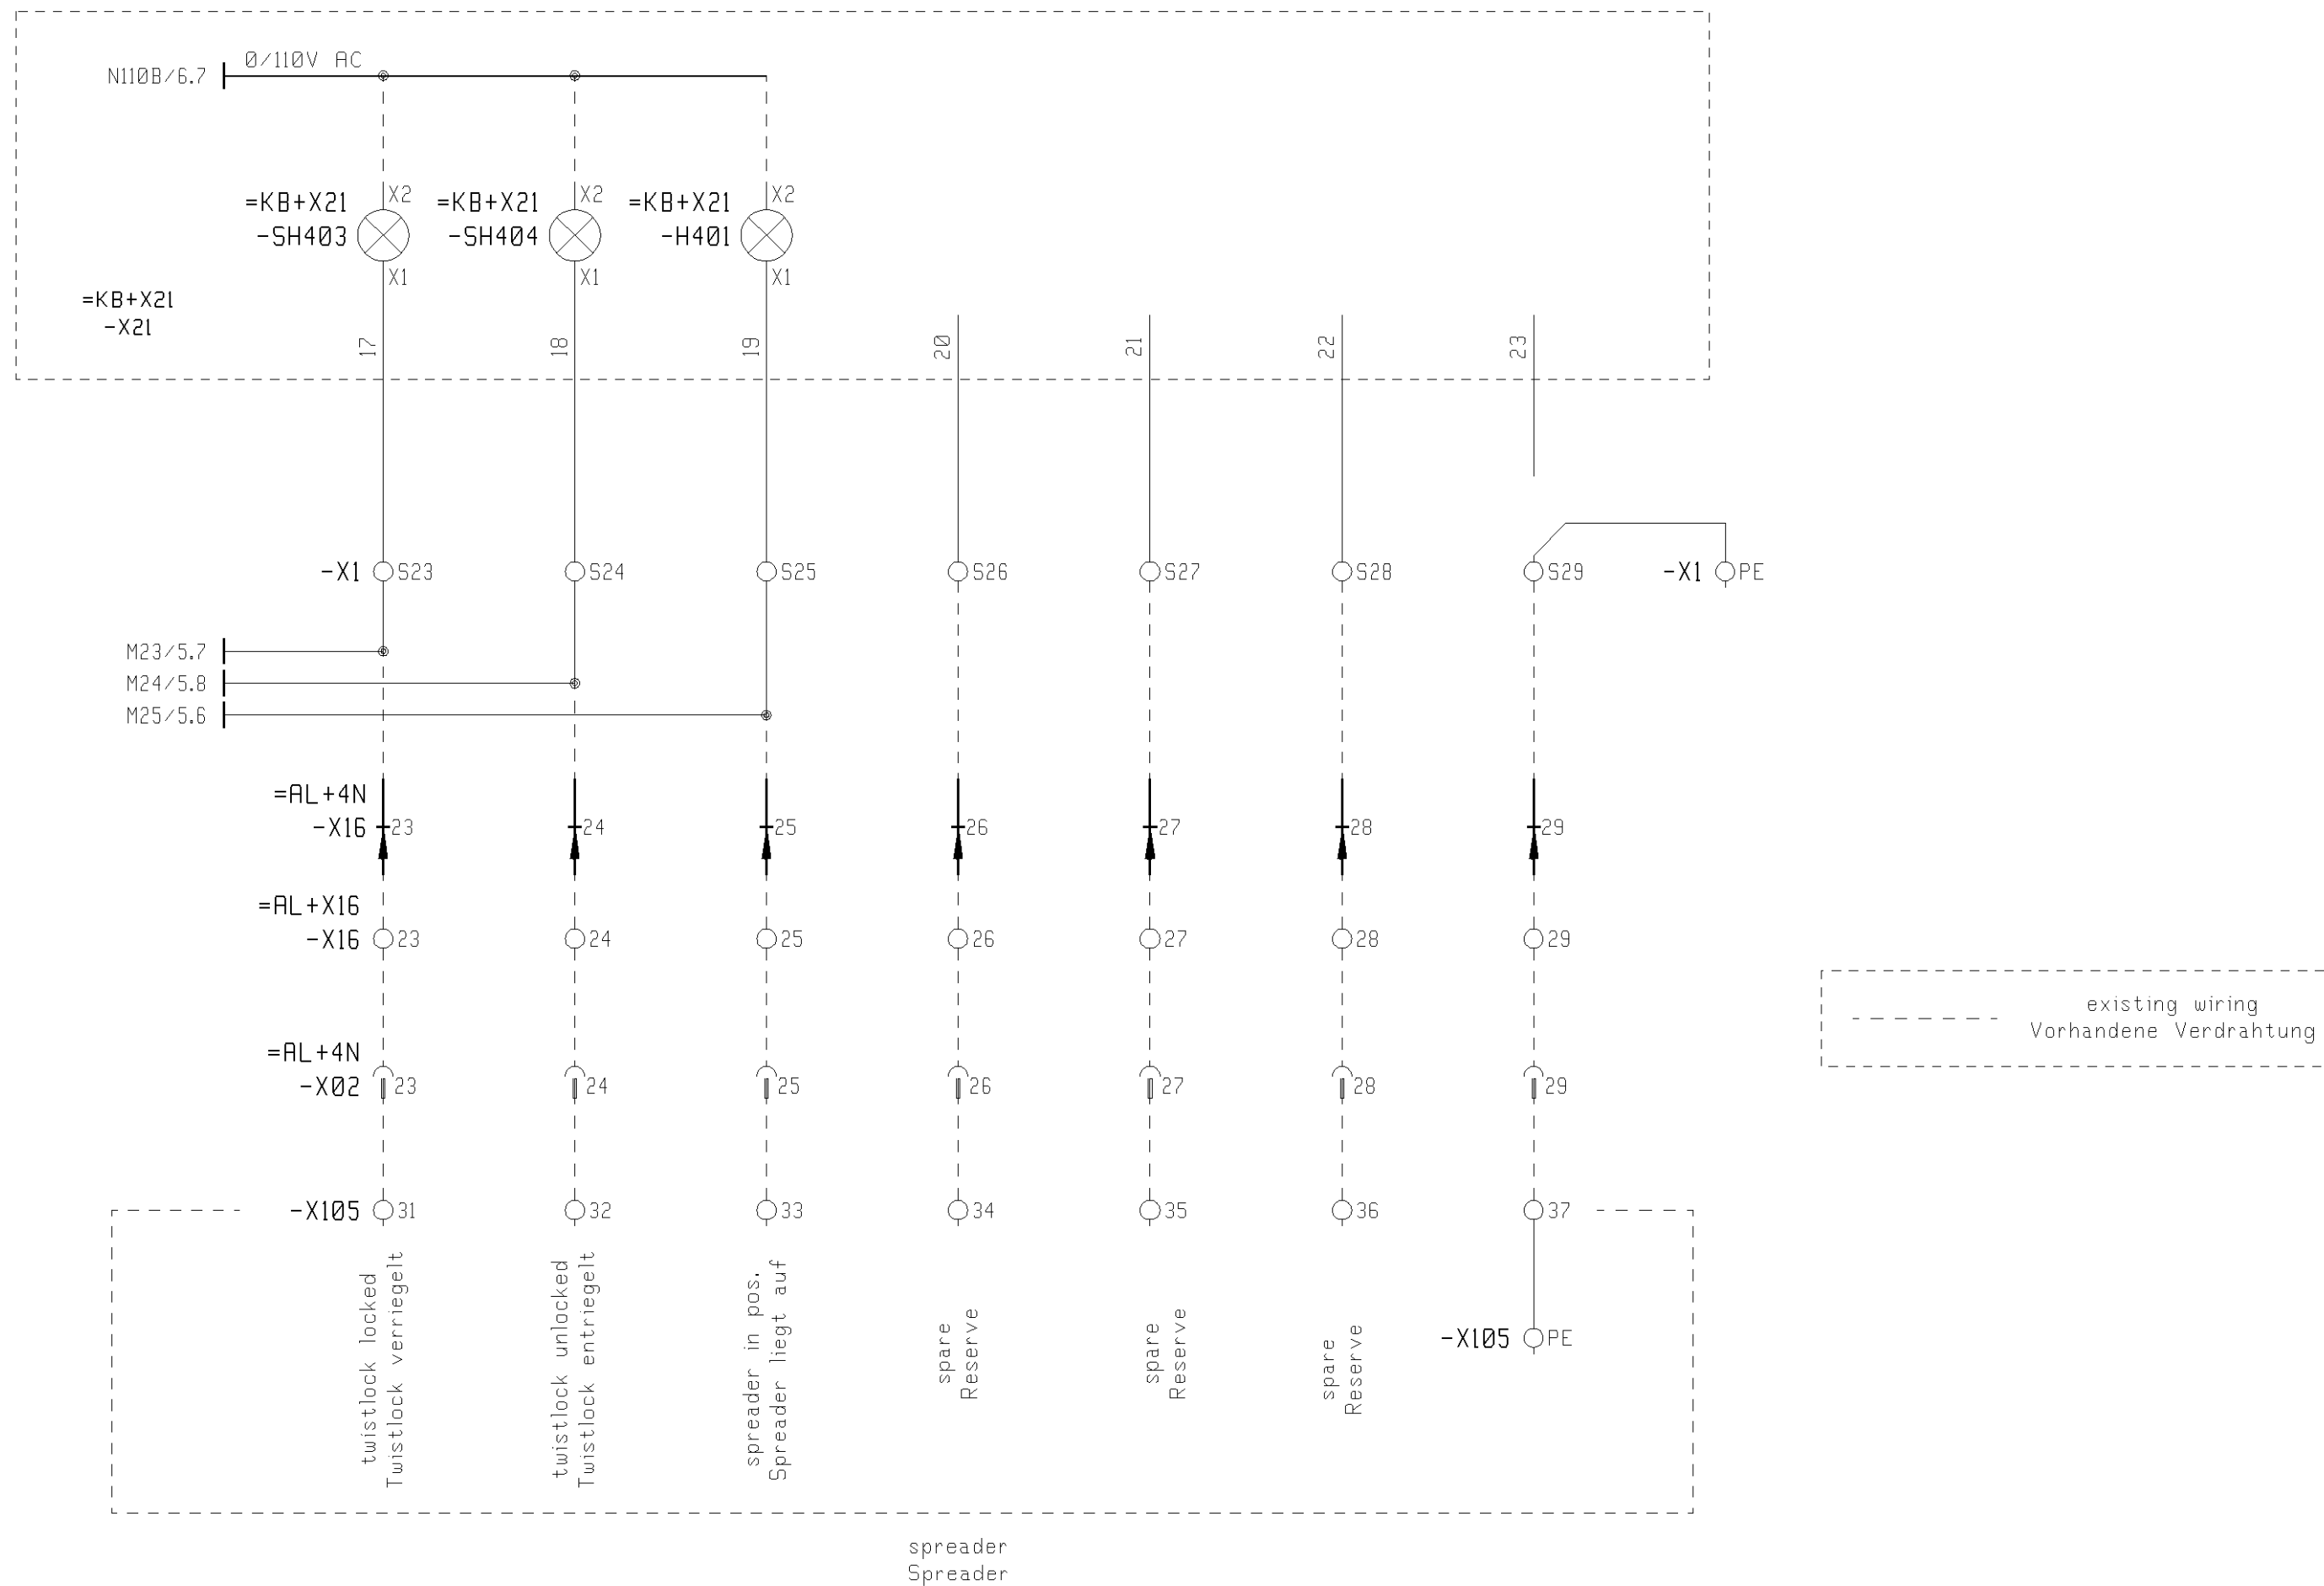 N110B/6.7
0/110V AC
=KB+X21
-SH403
X2
X1
=KB+X21
-SH404
X2
X1
=KB+X21
-H401
X2
X1
=KB+X21
-X21
17
18
19
20
21
22
23
-X1
S23
S24
S25
S26
S27
S28
S29
-X1
PE
M23/5.7
M24/5.8
M25/5.6
=AL+4N
-X16
23
24
25
26
27
28
29
=AL+X16
-X16
23
24
25
26
27
28
29
existing wiring
Vorhandene Verdrahtung
=AL+4N
-X02
23
24
25
26
27
28
29
-X105
31
32
33
34
35
36
37
twistlock locked
Twistlock verriegelt
twistlock unlocked
Twistlock entriegelt
spreader in pos.
Spreader liegt auf
spare
Reserve
spare
Reserve
spare
Reserve
-X105
PE
spreader
Spreader